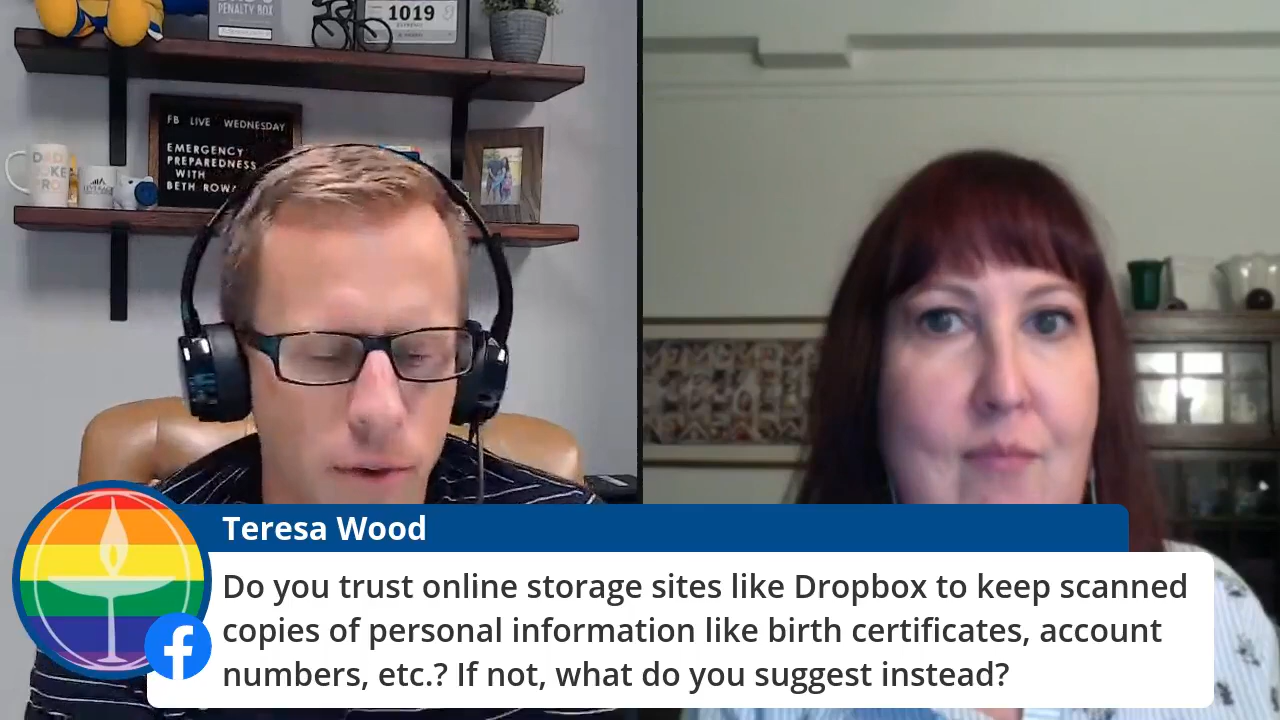 PENALTY BOX
1019
FB LIVE WEDNESDAY
EMERGENCY
PREPAREDNESS
WITH
BETH ROWA
Teresa Wood
Do you trust online storage sites like Dropbox to keep scanned
copies of personal information like birth certificates, account
numbers, etc.? If not, what do you suggest instead?